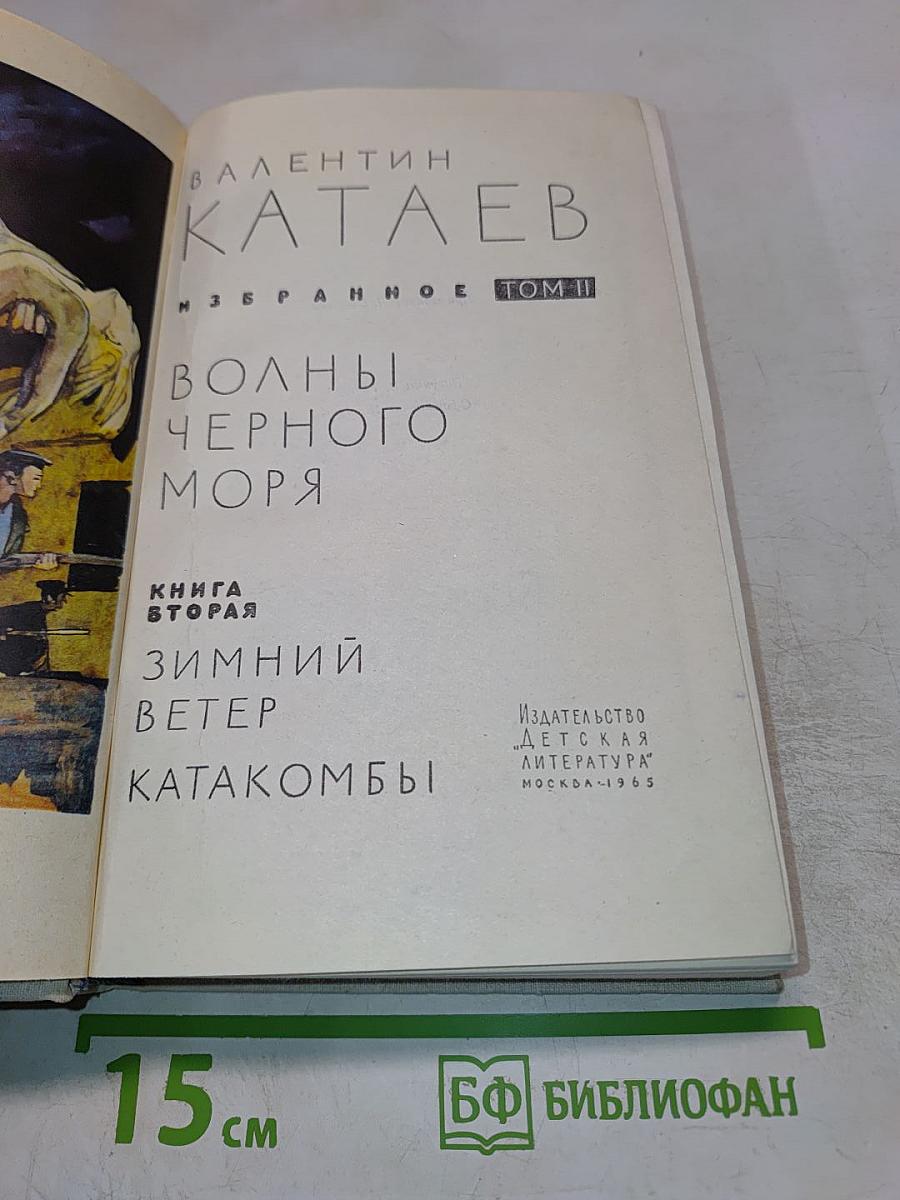 ВАЛЕНТИН
КАТАЕВ
ИЗБРАННОЕ ТОМ II
ВОЛНЫ
ЧЕРНОГО
МОРЯ
КНИГА
ВТОРАЯ
ЗИМНИЙ
ВЕТЕР
КАТАКОМБЫ
ИЗДАТЕЛЬСТВО
„ДЕТСКАЯ
ЛИТЕРАТУРА"
МОСКВА·1965
15 см
БФ БИБЛИОФАН